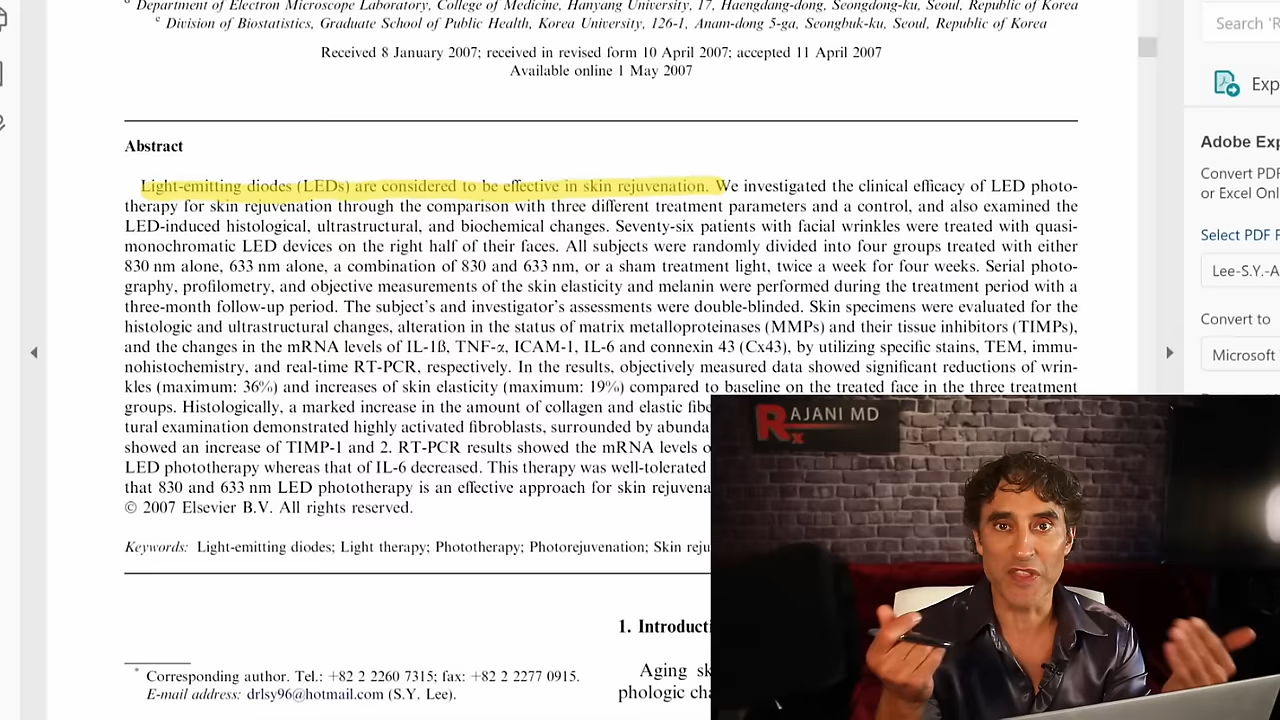 Department of Electron Microscope Laboratory, College of Medicine, Hanyang University, 17, Haengdang-dong, Seongdong-ku, Seoul, Republic of Korea
c Division of Biostatistics, Graduate School of Public Health, Korea University, 126-1, Anam-dong 5-ga, Seongbuk-ku, Seoul, Republic of Korea
Received 8 January 2007; received in revised form 10 April 2007; accepted 11 April 2007
Available online 1 May 2007
Abstract
Light-emitting diodes (LEDs) are considered to be effective in skin rejuvenation. We investigated the clinical efficacy of LED photo-
therapy for skin rejuvenation through the comparison with three different treatment parameters and a control, and also examined the
LED-induced histological, ultrastructural, and biochemical changes. Seventy-six patients with facial wrinkles were treated with quasi-
monochromatic LED devices on the right half of their faces. All subjects were randomly divided into four groups treated with either
830 nm alone, 633 nm alone, a combination of 830 and 633 nm, or a sham treatment light, twice a week for four weeks. Serial photo-
graphy, profilometry, and objective measurements of the skin elasticity and melanin were performed during the treatment period with a
three-month follow-up period. The subject's and investigator's assessments were double-blinded. Skin specimens were evaluated for the
histologic and ultrastructural changes, alteration in the status of matrix metalloproteinases (MMPs) and their tissue inhibitors (TIMPs),
and the changes in the mRNA levels of IL-1ß, TNF-α, ICAM-1, IL-6 and connexin 43 (Cx43), by utilizing specific stains, TEM, immu-
nohistochemistry, and real-time RT-PCR, respectively. In the results, objectively measured data showed significant reductions of wrin-
kles (maximum: 36%) and increases of skin elasticity (maximum: 19%) compared to baseline on the treated face in the three treatment
groups. Histologically, a marked increase in the amount of collagen and elastic fibe
tural examination demonstrated highly activated fibroblasts, surrounded by abunda
showed an increase of TIMP-1 and 2. RT-PCR results showed the mRNA levels o
LED phototherapy whereas that of IL-6 decreased. This therapy was well-tolerated
that 830 and 633 nm LED phototherapy is an effective approach for skin rejuvena
© 2007 Elsevier B.V. All rights reserved.
Keywords: Light-emitting diodes; Light therapy; Phototherapy; Photorejuvenation; Skin reju
1. Introducti
Aging sk
phologic cha
* Corresponding author. Tel.: +82 2 2260 7315; fax: +82 2 2277 0915.
E-mail address: drlsy96@hotmail.com (S.Y. Lee).
Search 'R
Exp
Adobe Exp
Convert PDF
or Excel Onl
Select PDF F
Lee-S.Y.-A
Convert to
Microsoft
RAJANI MD
Rx